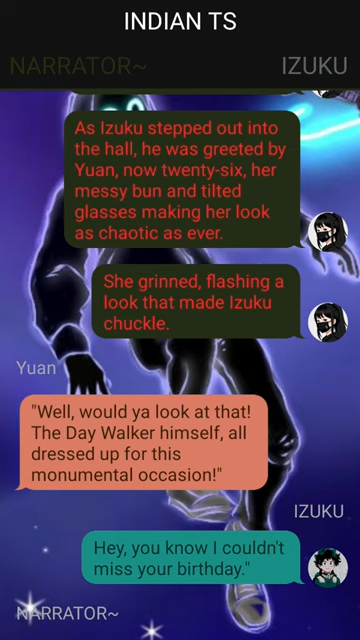 INDIAN TS
NARRATOR~
IZUKU
As Izuku stepped out into
the hall, he was greeted by
Yuan, now twenty-six, her
messy bun and tilted
glasses making her look
as chaotic as ever.
She grinned, flashing a
look that made Izuku
chuckle.
Yuan
"Well, would ya look at that!
The Day Walker himself, all
dressed up for this
monumental occasion!"
IZUKU
Hey, you know I couldn't
miss your birthday."
NARRATOR~